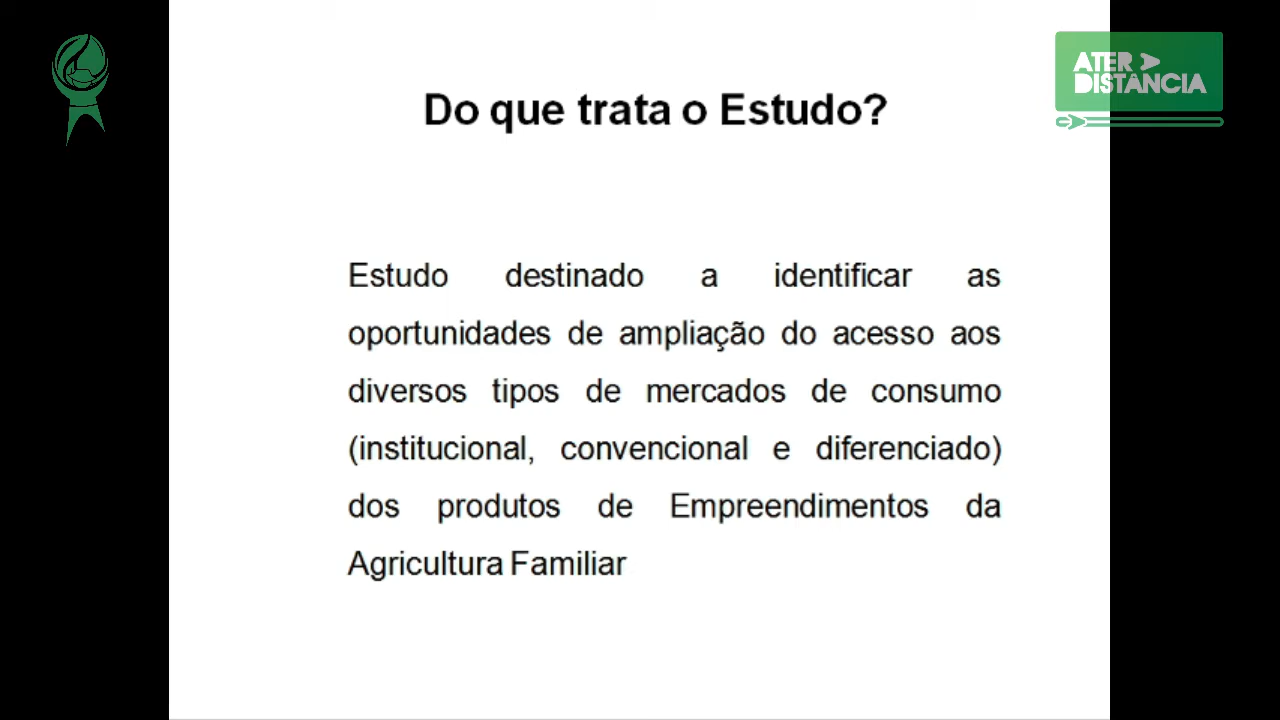 ATER
DISTÂNCIA
Do que trata o Estudo?
Estudo destinado a identificar as
oportunidades de ampliação do acesso aos
diversos tipos de mercados de consumo
(institucional, convencional e diferenciado)
dos produtos de Empreendimentos da
Agricultura Familiar